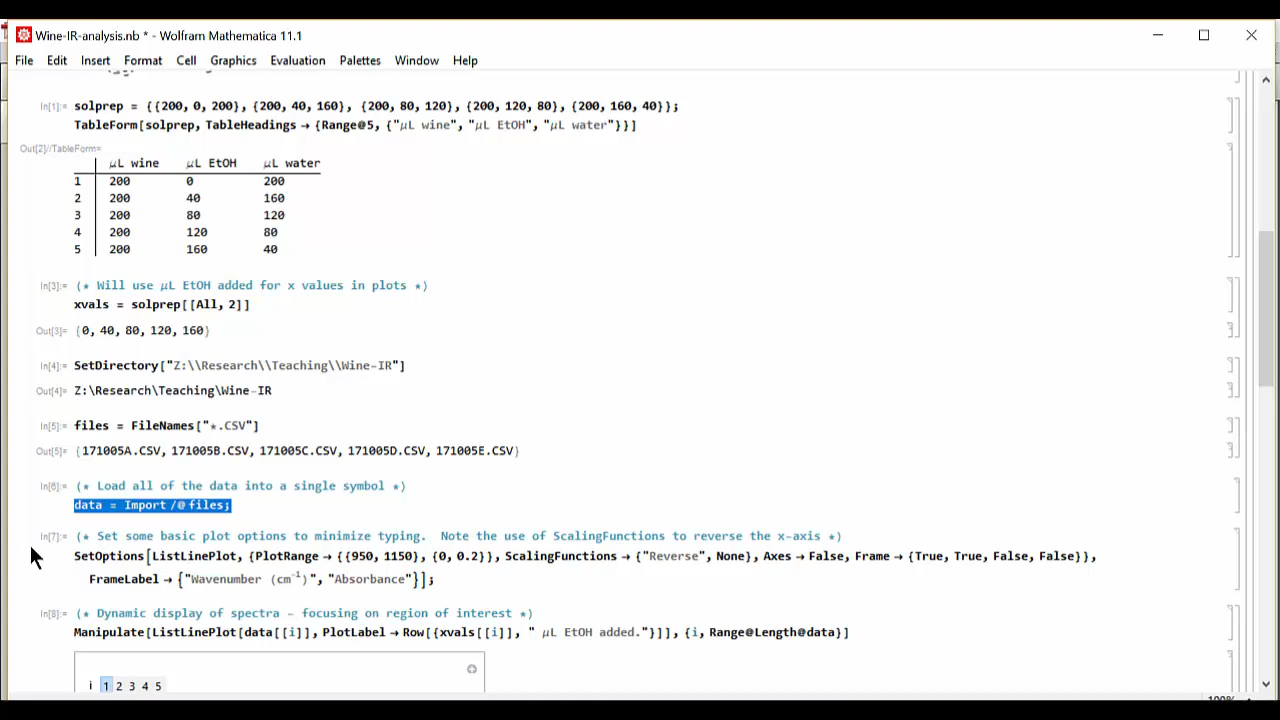 Wine-IR-analysis.nb * - Wolfram Mathematica 11.1
File Edit Insert Format Cell Graphics Evaluation Palettes Window Help
In[1]:= solprep = {{200, 0, 200}, {200, 40, 160}, {200, 80, 120}, {200, 120, 80}, {200, 160, 40}};
TableForm[solprep, TableHeadings → {Range@5, {"μL wine", "μL EtOH", "μL water"}}]
Out[2]//TableForm=
μL wine μL EtOH μL water
1 200 0 200
2 200 40 160
3 200 80 120
4 200 120 80
5 200 160 40
In[3]:= (* Will use μL EtOH added for x values in plots *)
xvals = solprep[[All, 2]]
Out[3]= {0, 40, 80, 120, 160}
In[4]:= SetDirectory["Z:\\Research\\Teaching\\Wine-IR"]
Out[4]= Z:\Research\Teaching\Wine-IR
In[5]:= files = FileNames["*.CSV"]
Out[5]= {171005A.CSV, 171005B.CSV, 171005C.CSV, 171005D.CSV, 171005E.CSV}
In[6]:= (* Load all of the data into a single symbol *)
data = Import /@ files;
In[7]:= (* Set some basic plot options to minimize typing.  Note the use of ScalingFunctions to reverse the x-axis *)
SetOptions[ListLinePlot, {PlotRange → {{950, 1150}, {0, 0.2}}, ScalingFunctions → {"Reverse", None}, Axes → False, Frame → {True, True, False, False}},
FrameLabel → {"Wavenumber (cm⁻¹)", "Absorbance"}];
In[8]:= (* Dynamic display of spectra - focusing on region of interest *)
Manipulate[ListLinePlot[data[[i]], PlotLabel → Row[{xvals[[i]], " μL EtOH added."}]], {i, Range@Length@data}]
i 1 2 3 4 5